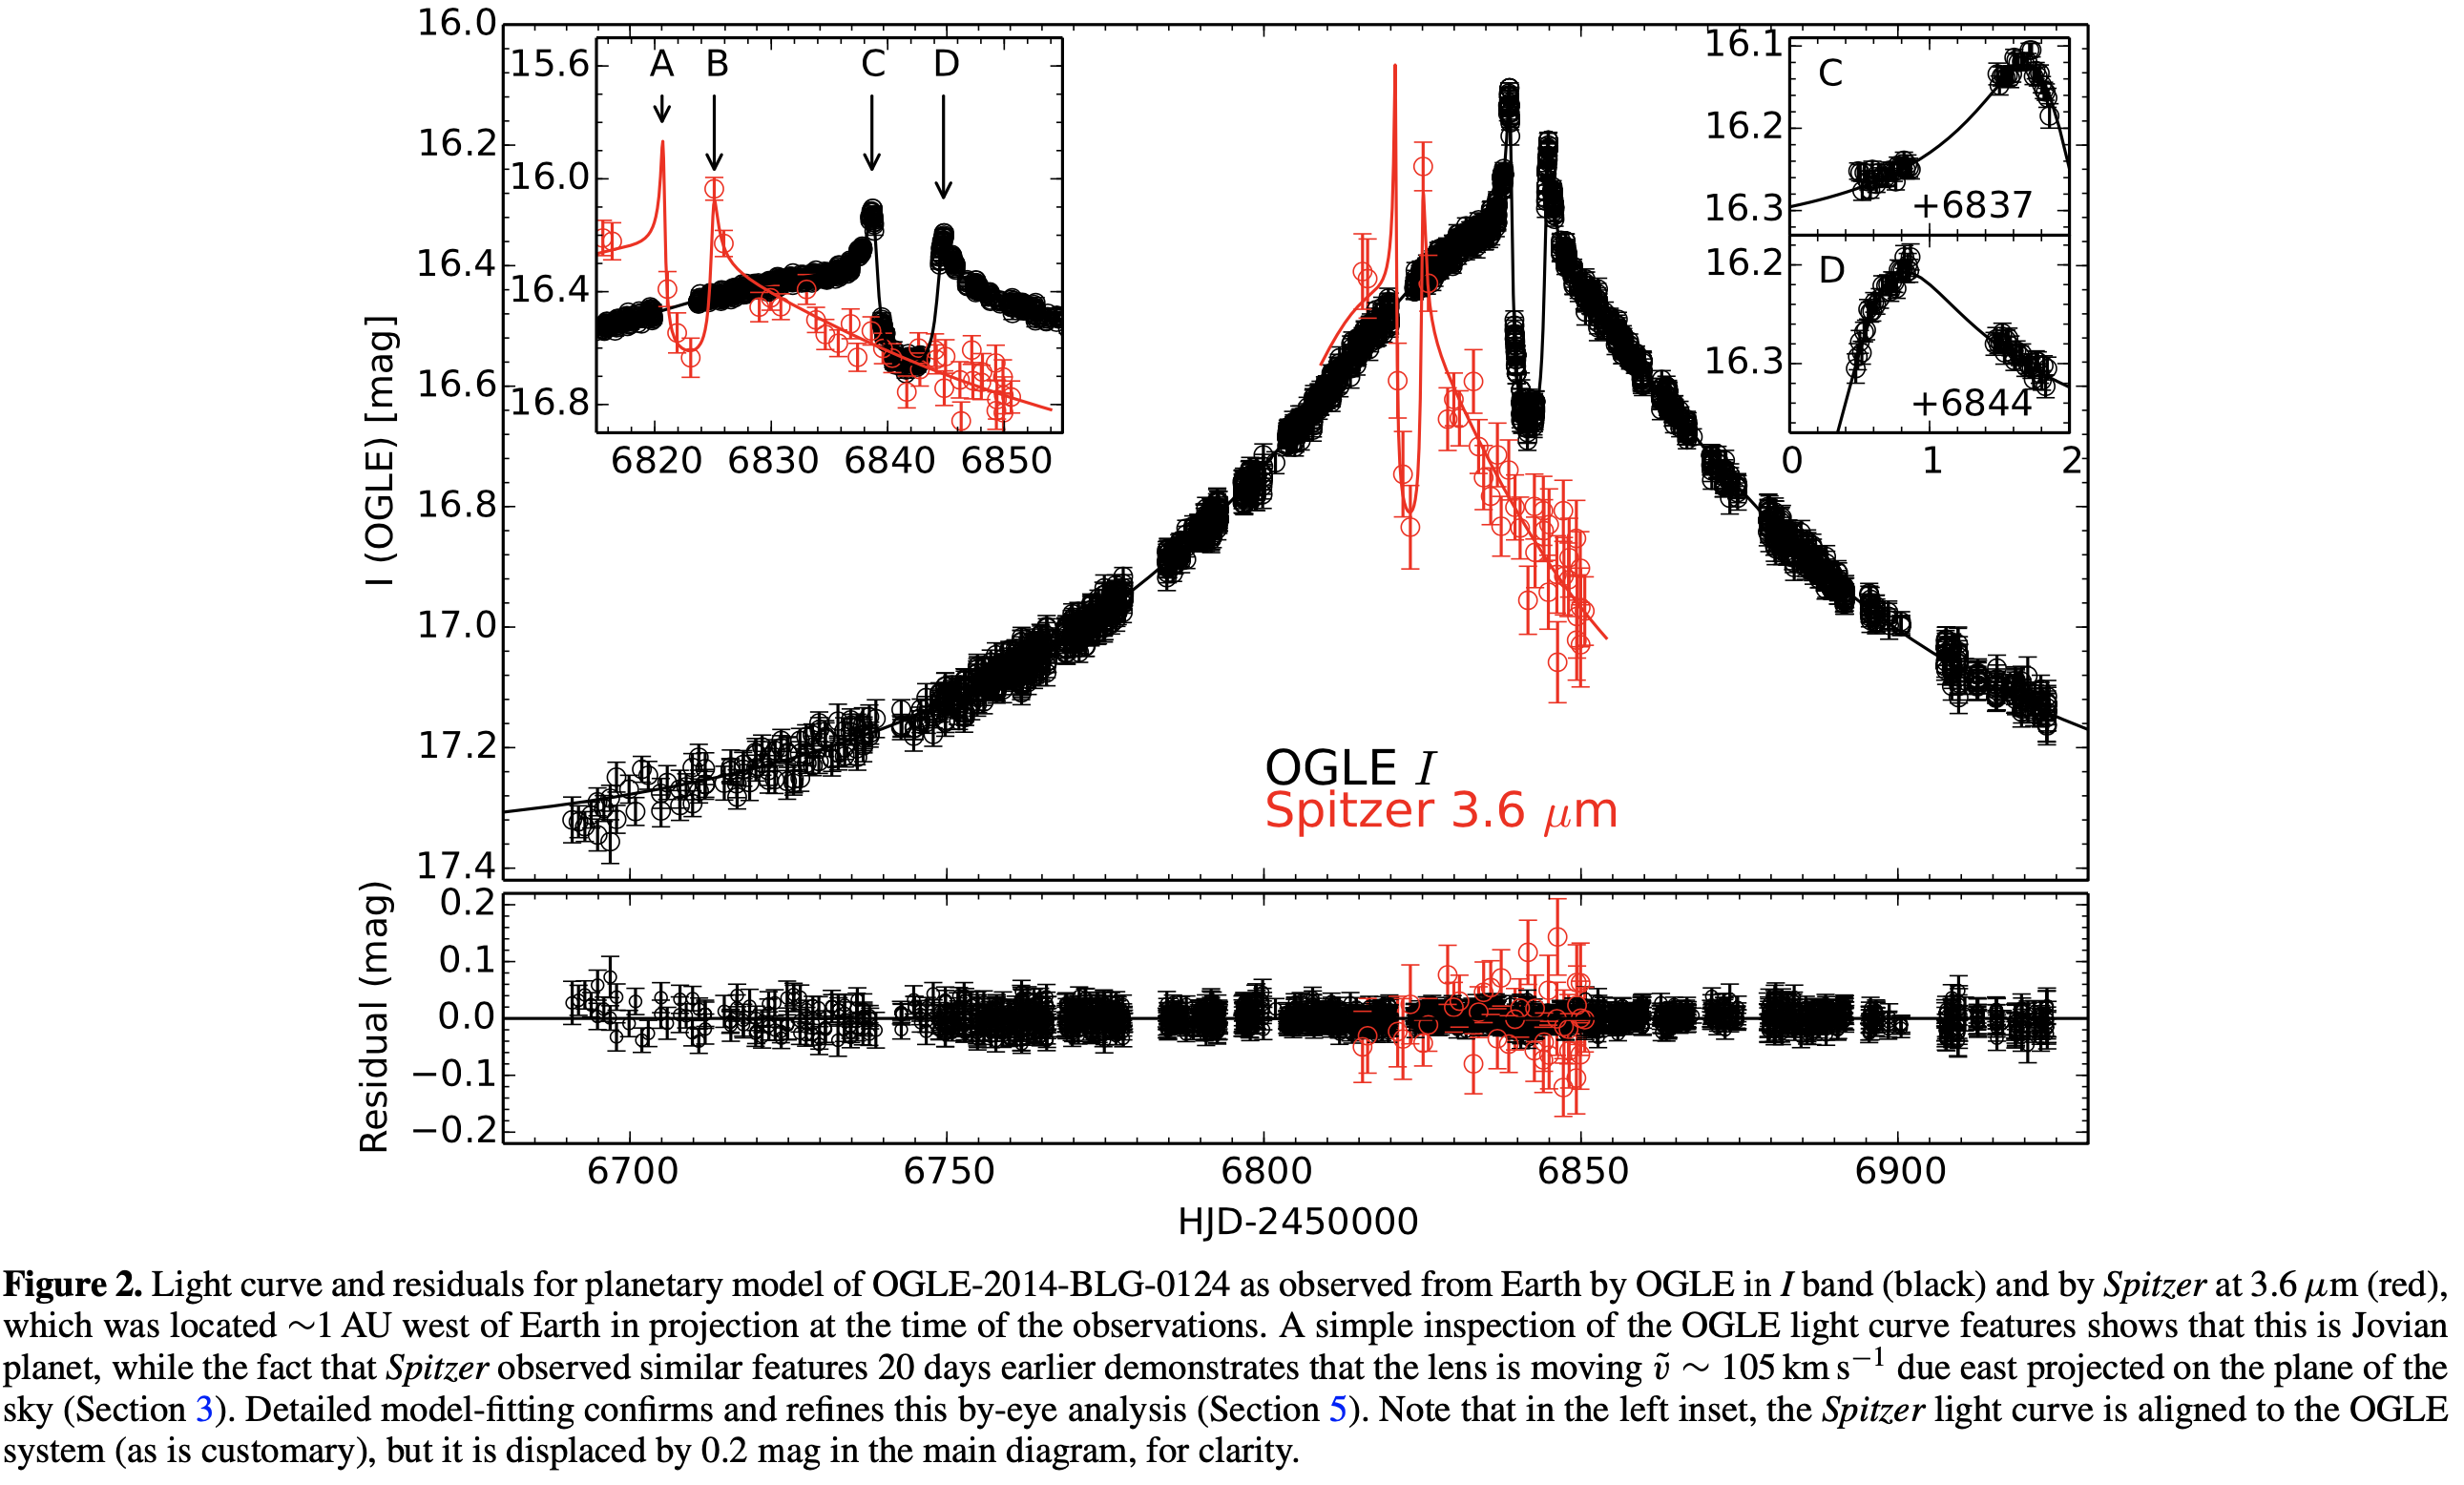 16.0
16.2
16.4
16.6
16.8
17.0
17.2
17.4
I (OGLE) [mag]
A B C D
15.6
16.0
16.4
16.8
6820 6830 6840 6850
16.1
16.2
16.3
C
+6837
16.2
16.3
D
+6844
0 1 2
OGLE I
Spitzer 3.6 μm
0.2
0.1
0.0
−0.1
−0.2
Residual (mag)
6700 6750 6800 6850 6900
HJD-2450000
Figure 2. Light curve and residuals for planetary model of OGLE-2014-BLG-0124 as observed from Earth by OGLE in I band (black) and by Spitzer at 3.6 μm (red),
which was located ∼1 AU west of Earth in projection at the time of the observations. A simple inspection of the OGLE light curve features shows that this is Jovian
planet, while the fact that Spitzer observed similar features 20 days earlier demonstrates that the lens is moving ṽ ∼ 105 km s⁻¹ due east projected on the plane of the
sky (Section 3). Detailed model-fitting confirms and refines this by-eye analysis (Section 5). Note that in the left inset, the Spitzer light curve is aligned to the OGLE
system (as is customary), but it is displaced by 0.2 mag in the main diagram, for clarity.